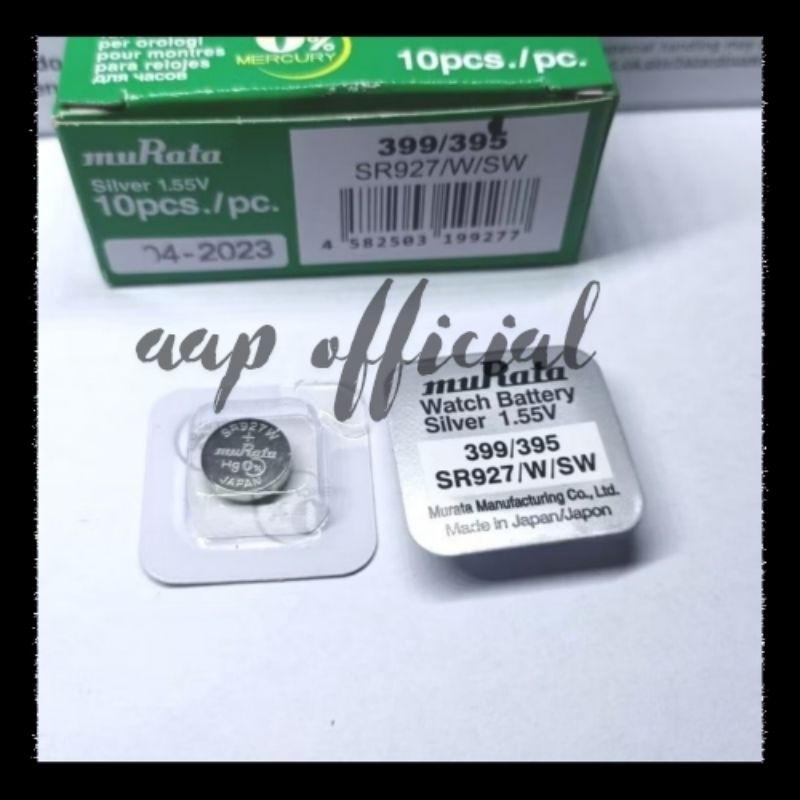 per orologi
pour montres
para relojes
для часов
0%
MERCURY
10pcs./pc.
muRata
Silver 1.55V
10pcs./pc.
04-2023
399/395
SR927/W/SW
4 582503 199277
aap official
SR927W
+
muRata
Hg0%
JAPAN
muRata
Watch Battery
Silver 1.55V
399/395
SR927/W/SW
Murata Manufacturing Co., Ltd.
Made in Japan/Japon